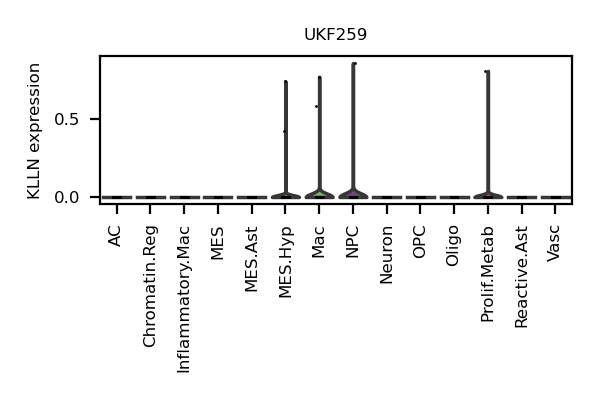 UKF259
KLLN expression
0.5
0.0
AC
Chromatin.Reg
Inflammatory.Mac
MES
MES.Ast
MES.Hyp
Mac
NPC
Neuron
OPC
Oligo
Prolif.Metab
Reactive.Ast
Vasc